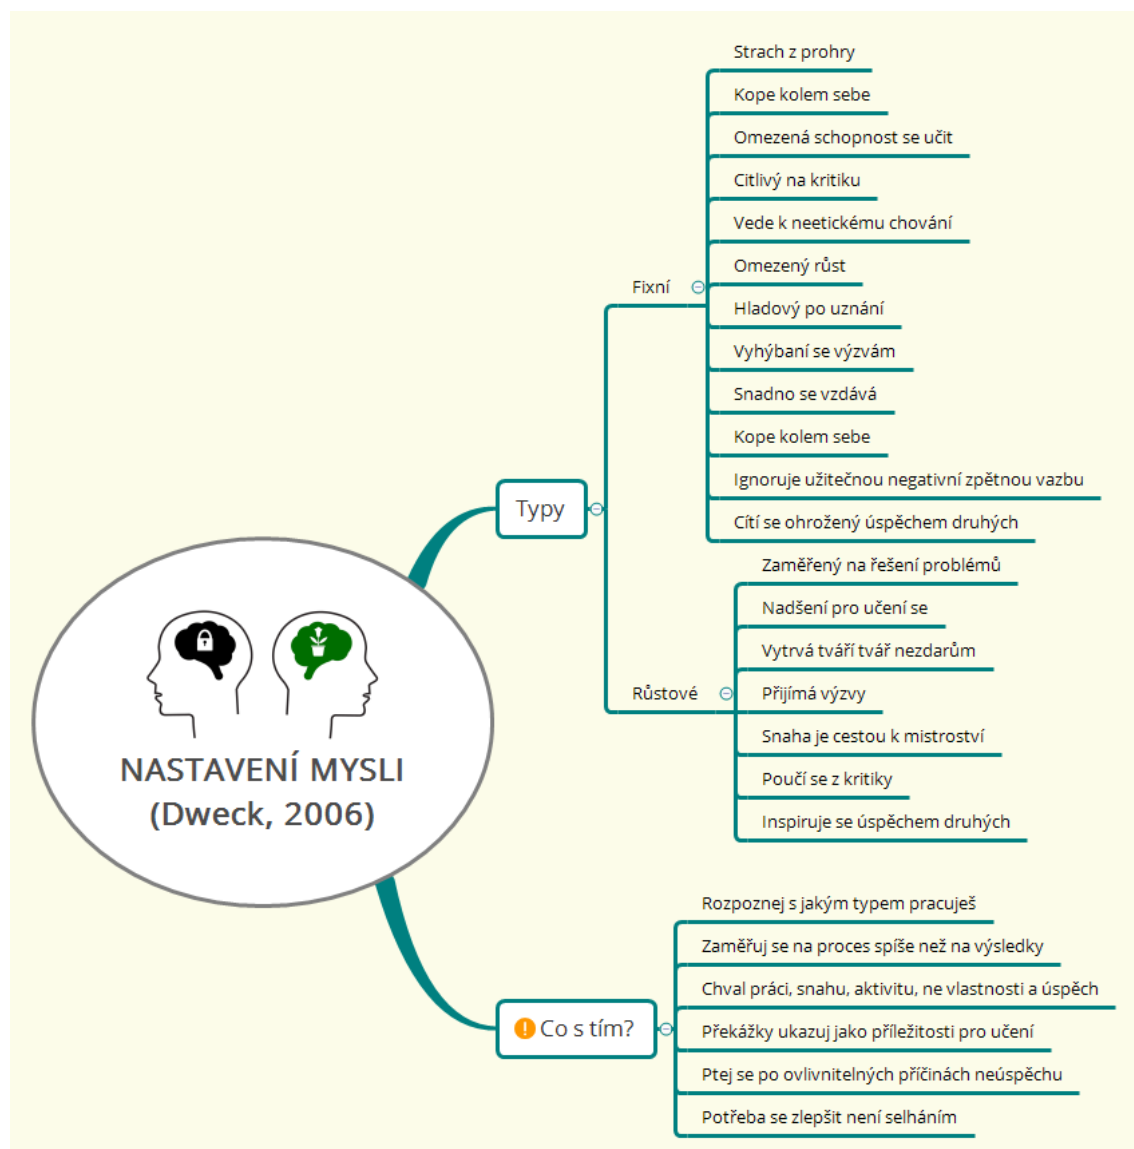 NASTAVENÍ MYSLI
(Dweck, 2006)
Typy
Fixní
Strach z prohry
Kope kolem sebe
Omezená schopnost se učit
Citlivý na kritiku
Vede k neetickému chování
Omezený růst
Hladový po uznání
Vyhýbaní se výzvám
Snadno se vzdává
Kope kolem sebe
Ignoruje užitečnou negativní zpětnou vazbu
Cítí se ohrožený úspěchem druhých
Růstové
Zaměřený na řešení problémů
Nadšení pro učení se
Vytrvá tváří tvář nezdarům
Přijímá výzvy
Snaha je cestou k mistroství
Poučí se z kritiky
Inspiruje se úspěchem druhých
Co s tím?
Rozpoznej s jakým typem pracuješ
Zaměřuj se na proces spíše než na výsledky
Chval práci, snahu, aktivitu, ne vlastnosti a úspěch
Překážky ukazuj jako příležitosti pro učení
Ptej se po ovlivnitelných příčinách neúspěchu
Potřeba se zlepšit není selháním